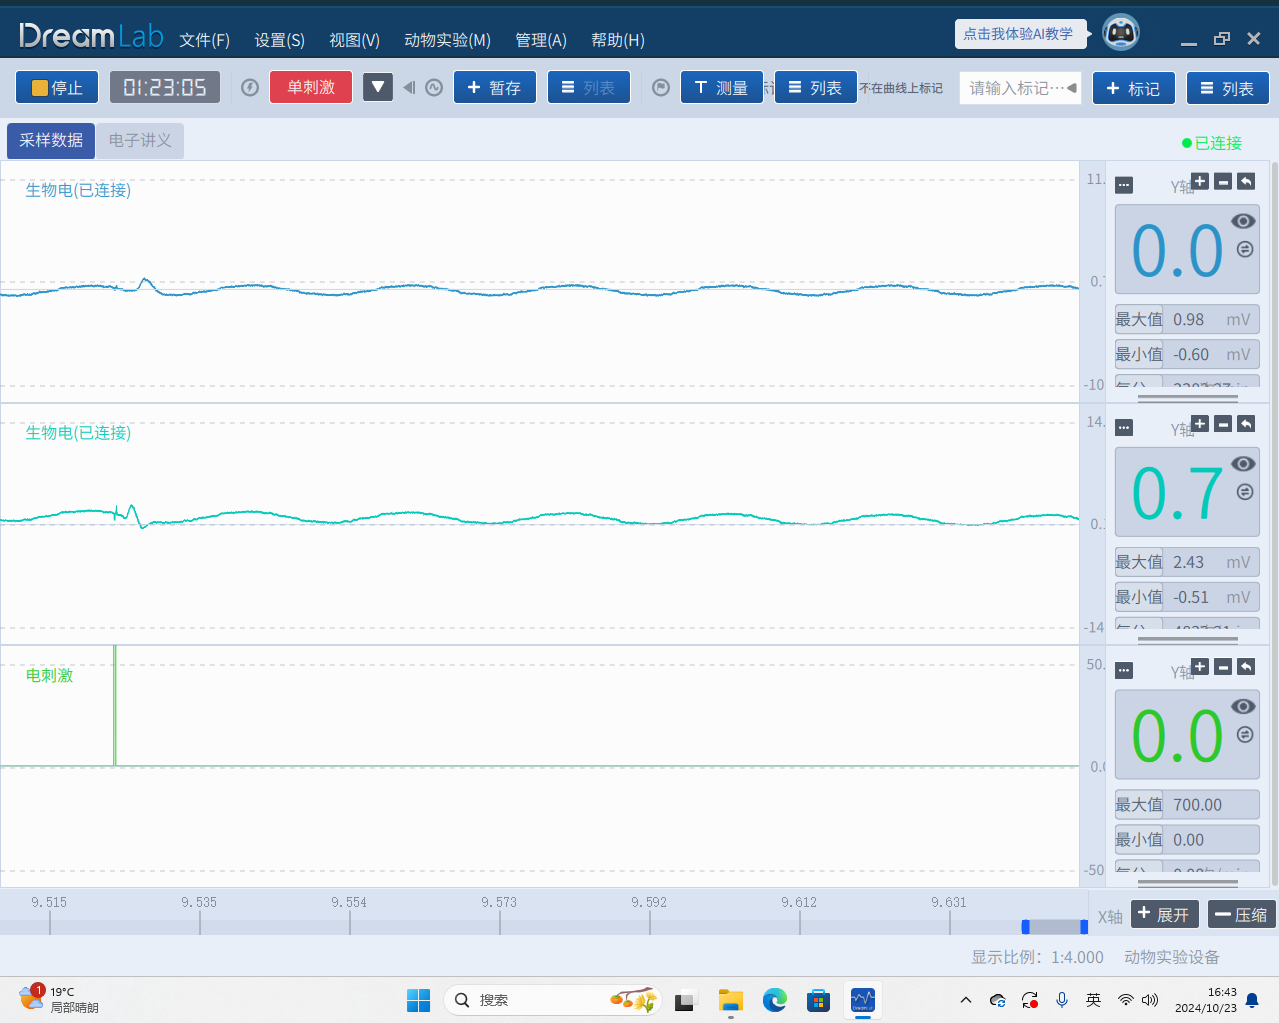 DreamLab 文件(F) 设置(S) 视图(V) 动物实验(M) 管理(A) 帮助(H) 点击我体验AI教学
停止 01:23:05 单刺激 暂存 列表 测量 列表 不在曲线上标记 请输入标记... 标记 列表
采样数据 电子讲义 已连接
生物电(已连接) 11. Y轴
0.0
0.7
最大值 0.98 mV
最小值 -0.60 mV
-10
生物电(已连接) 14. Y轴
0.7
最大值 2.43 mV
最小值 -0.51 mV
-14
电刺激 50. Y轴
0.0
0.0
最大值 700.00
最小值 0.00
-50
9.515 9.535 9.554 9.573 9.592 9.612 9.631 X轴 展开 压缩
显示比例: 1:4.000 动物实验设备
1 19°C
局部晴朗
搜索
英
16:43
2024/10/23